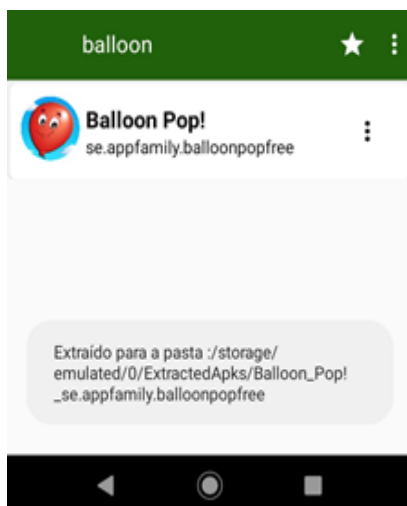 balloon
Balloon Pop!
se.appfamily.balloonpopfree
Extraído para a pasta :/storage/
emulated/0/ExtractedApks/Balloon_Pop!
_se.appfamily.balloonpopfree